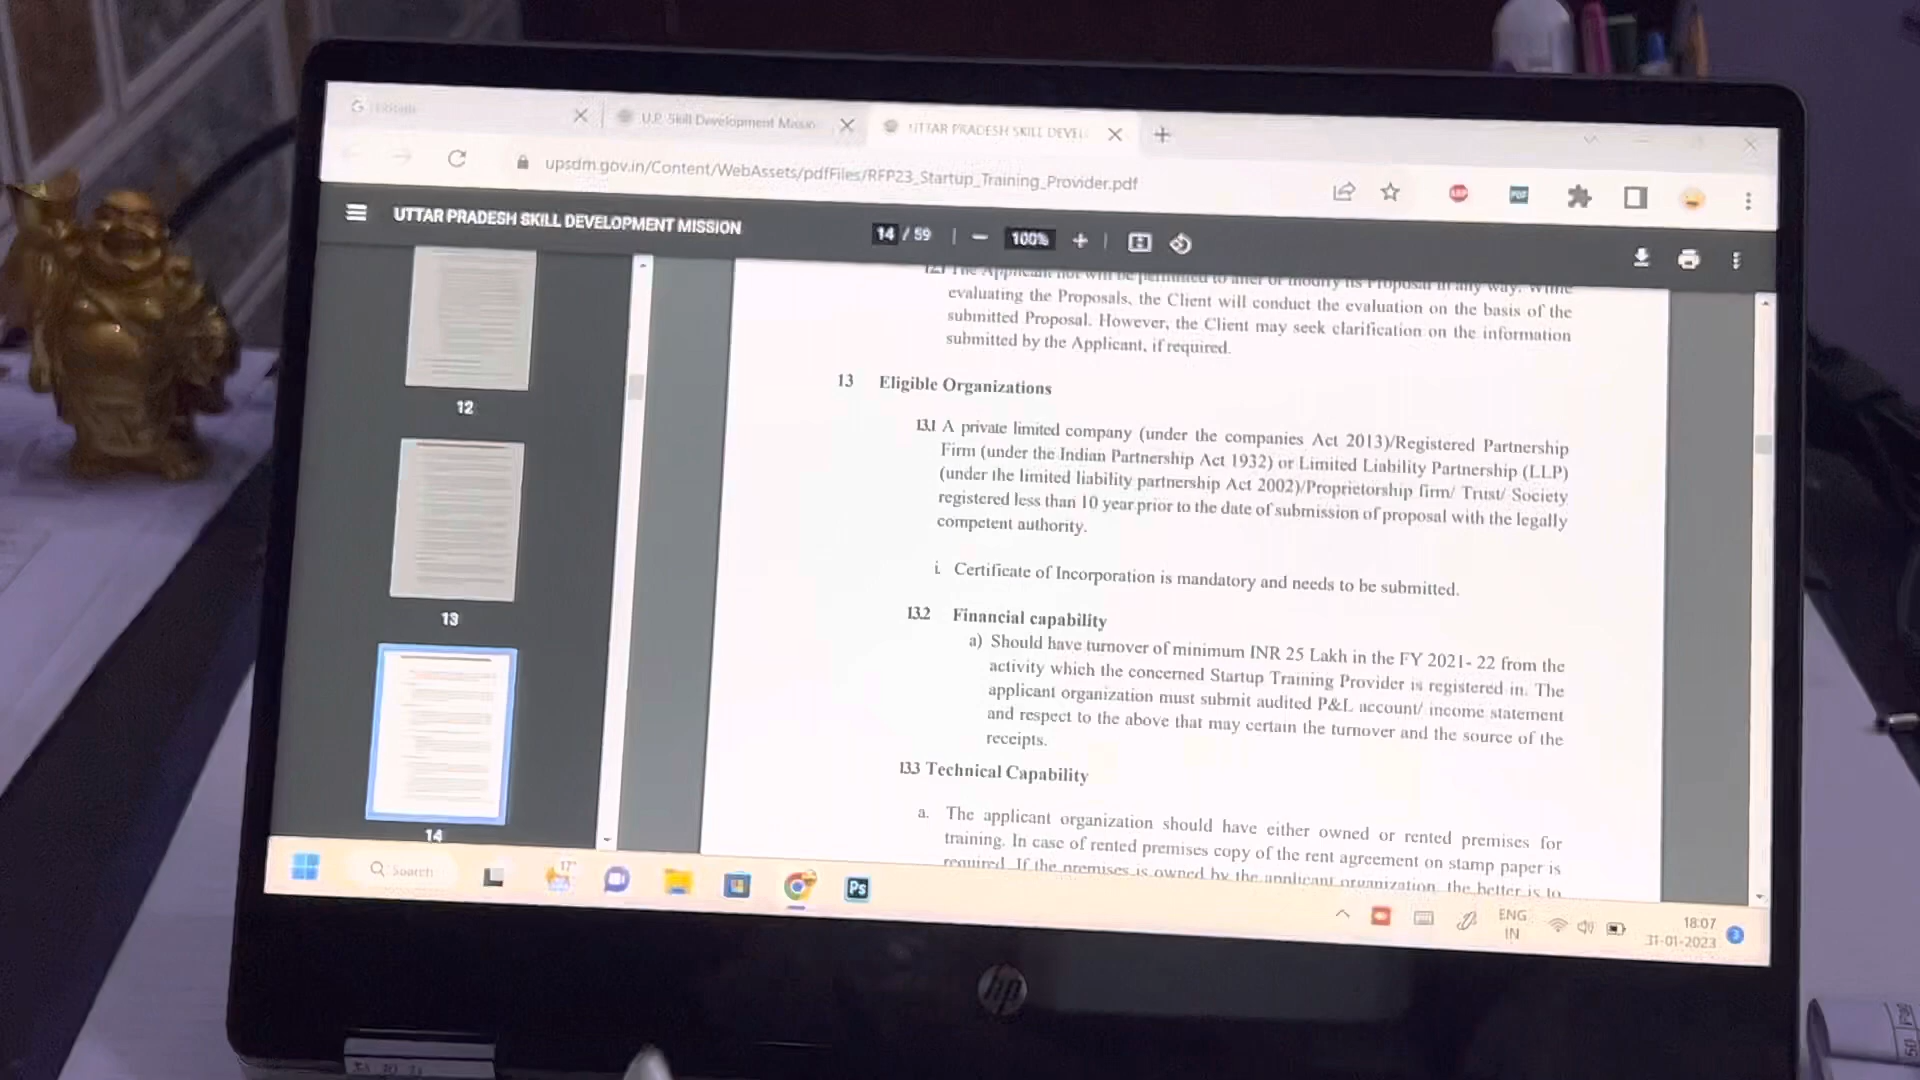 U.P. Skill Development Missio
UTTAR PRADESH SKILL DEVEL
upsdm.gov.in/Content/WebAssets/pdfFiles/RFP23_Startup_Training_Provider.pdf
ABP
PDF
UTTAR PRADESH SKILL DEVELOPMENT MISSION
14 / 59
100%
12
13
14
The Applicant not will be permitted to alter or modify its Proposal in any way. While
evaluating the Proposals, the Client will conduct the evaluation on the basis of the
submitted Proposal. However, the Client may seek clarification on the information
submitted by the Applicant, if required.
13 Eligible Organizations
13.1 A private limited company (under the companies Act 2013)/Registered Partnership
Firm (under the Indian Partnership Act 1932) or Limited Liability Partnership (LLP)
(under the limited liability partnership Act 2002)/Proprietorship firm/ Trust/ Society
registered less than 10 year prior to the date of submission of proposal with the legally
competent authority.
i. Certificate of Incorporation is mandatory and needs to be submitted.
13.2 Financial capability
a) Should have turnover of minimum INR 25 Lakh in the FY 2021- 22 from the
activity which the concerned Startup Training Provider is registered in. The
applicant organization must submit audited P&L account/ income statement
and respect to the above that may certain the turnover and the source of the
receipts.
13.3 Technical Capability
a. The applicant organization should have either owned or rented premises for
training. In case of rented premises copy of the rent agreement on stamp paper is
required. If the premises is owned by the applicant organization, the better is to
Search
17°
Ps
ENG
IN
18:07
31-01-2023
3
hp